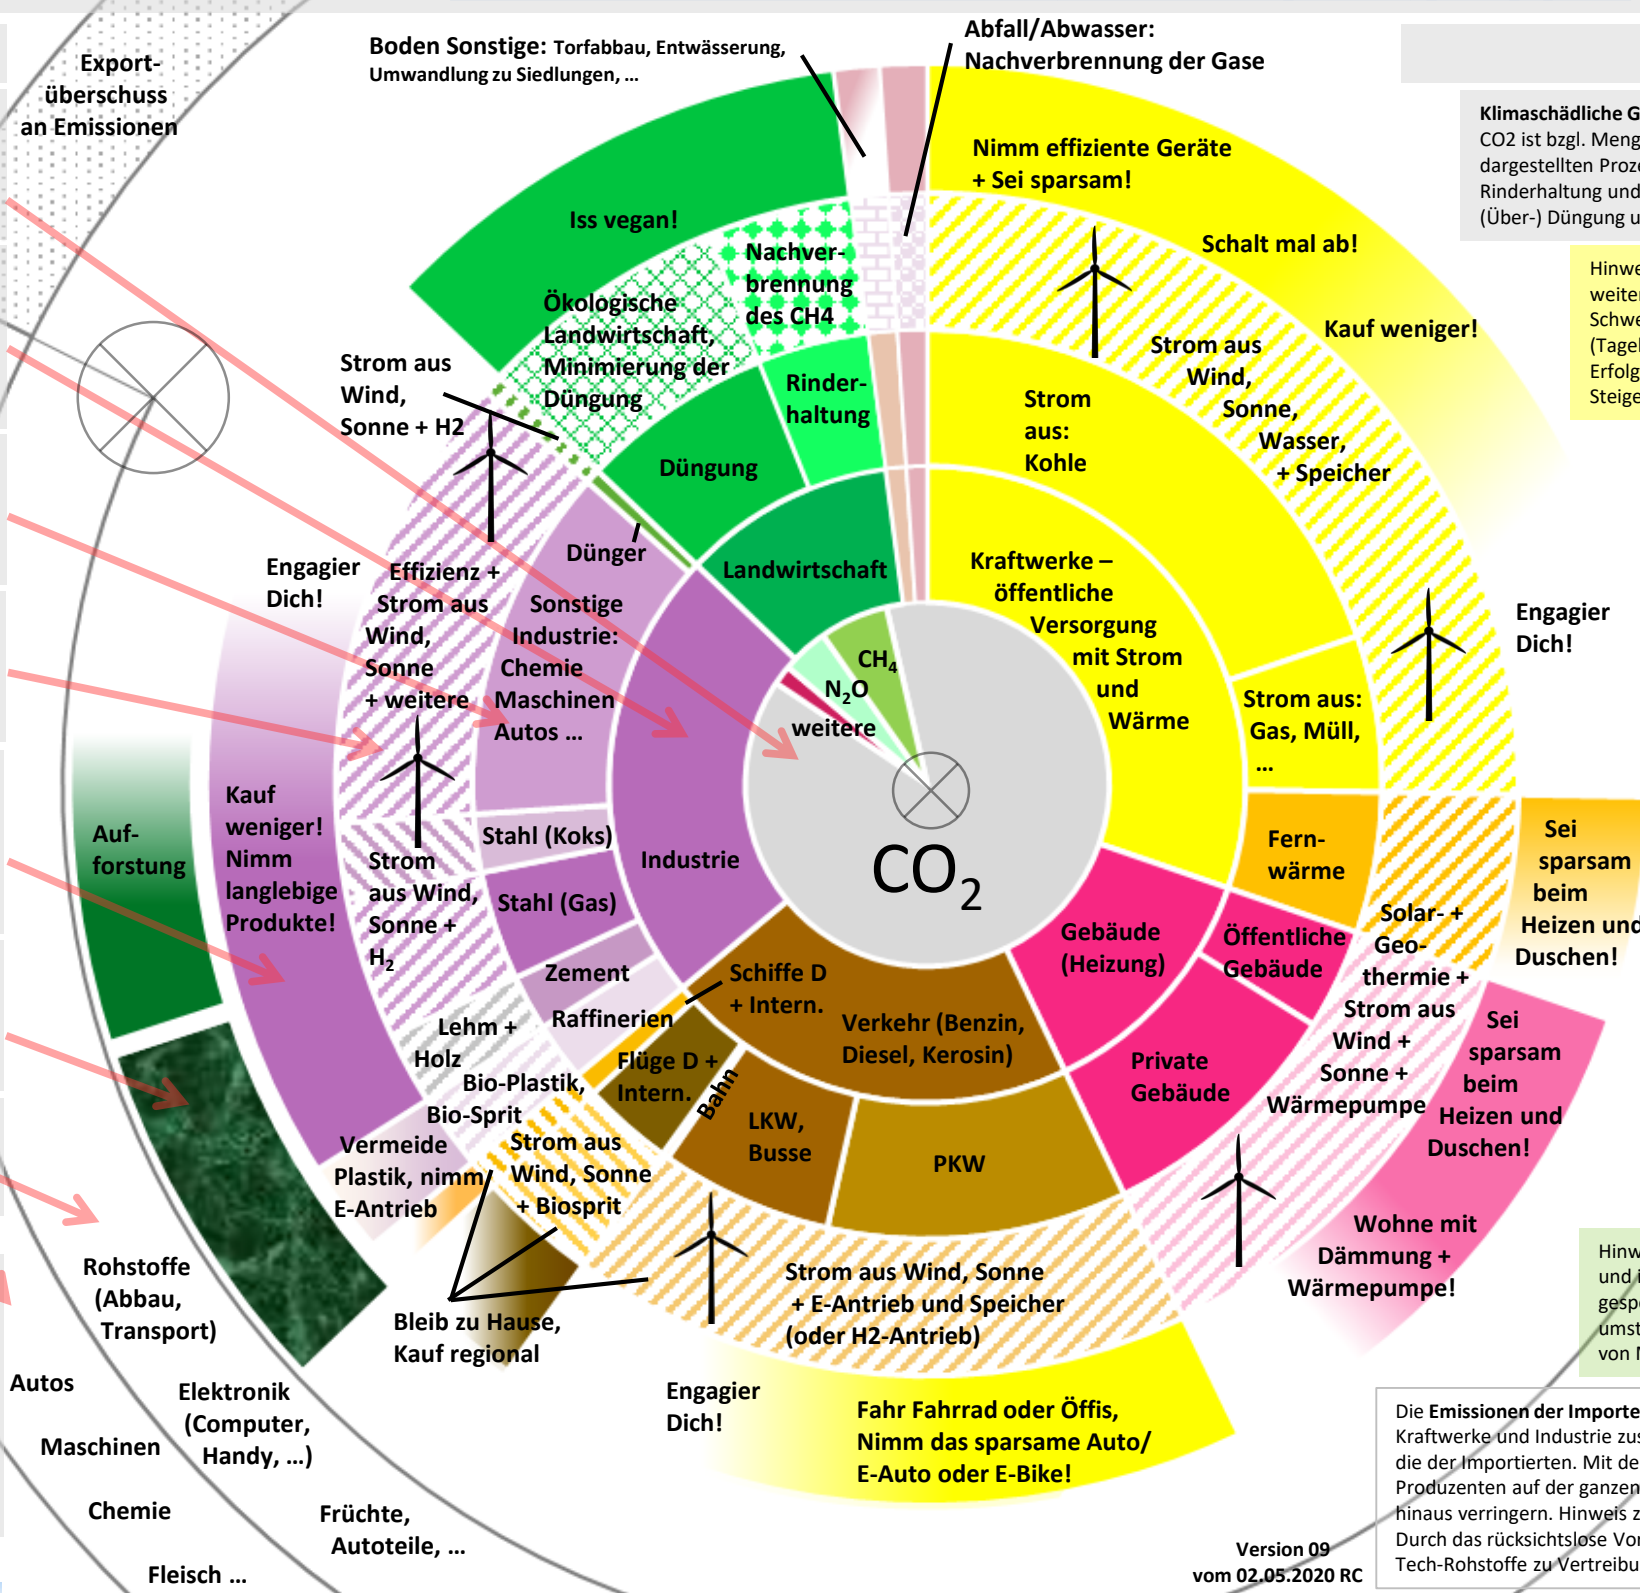 Export-
überschuss
an Emissionen
Boden Sonstige: Torfabbau, Entwässerung,
Umwandlung zu Siedlungen, ...
Abfall/Abwasser:
Nachverbrennung der Gase
Klimaschädliche G
CO2 ist bzgl. Meng
dargestellten Proze
Rinderhaltung und
(Über-) Düngung u
Nimm effiziente Geräte
+ Sei sparsam!
Schalt mal ab!
Kauf weniger!
Hinwe
weiter
Schwe
(Tagel
Erfolg
Steige
Iss vegan!
Nachver-
brennung
des CH4
Ökologische
Landwirtschaft,
Minimierung der
Düngung
Strom aus
Wind,
Sonne + H2
Strom aus
Wind,
Sonne,
Wasser,
+ Speicher
Rinder-
haltung
Düngung
Strom
aus:
Kohle
Dünger
Landwirtschaft
Kraftwerke –
öffentliche
Versorgung
mit Strom
und
Wärme
Engagier
Dich!
Engagier
Dich!
Effizienz +
Strom aus
Wind,
Sonne
+ weitere
Sonstige
Industrie:
Chemie
Maschinen
Autos ...
CH4
N2O
weitere
CO2
Strom aus:
Gas, Müll,
...
Kauf
weniger!
Nimm
langlebige
Produkte!
Auf-
forstung
Stahl (Koks)
Industrie
Strom
aus Wind,
Sonne +
H2
Stahl (Gas)
Zement
Raffinerien
Fern-
wärme
Sei
sparsam
beim
Heizen und
Duschen!
Gebäude
(Heizung)
Öffentliche
Gebäude
Solar- +
Geo-
thermie +
Strom aus
Wind +
Sonne +
Wärmepumpe
Schiffe D
+ Intern.
Verkehr (Benzin,
Diesel, Kerosin)
Private
Gebäude
Sei
sparsam
beim
Heizen und
Duschen!
Lehm +
Holz
Bio-Plastik,
Bio-Sprit
Flüge D +
Intern.
Bahn
LKW,
Busse
PKW
Vermeide
Plastik, nimm
E-Antrieb
Strom aus
Wind, Sonne
+ Biosprit
Wohne mit
Dämmung +
Wärmepumpe!
Strom aus Wind, Sonne
+ E-Antrieb und Speicher
(oder H2-Antrieb)
Bleib zu Hause,
Kauf regional
Rohstoffe
(Abbau,
Transport)
Hinw
und i
gesp
umst
von M
Autos
Elektronik
(Computer,
Handy, ...)
Maschinen
Engagier
Dich!
Fahr Fahrrad oder Öffis,
Nimm das sparsame Auto/
E-Auto oder E-Bike!
Chemie
Früchte,
Autoteile, ...
Fleisch ...
Die Emissionen der Importe
Kraftwerke und Industrie zus
die der Importierten. Mit de
Produzenten auf der ganzen
hinaus verringern. Hinweis z
Durch das rücksichtslose Vor
Tech-Rohstoffe zu Vertreibu
Version 09
vom 02.05.2020 RC